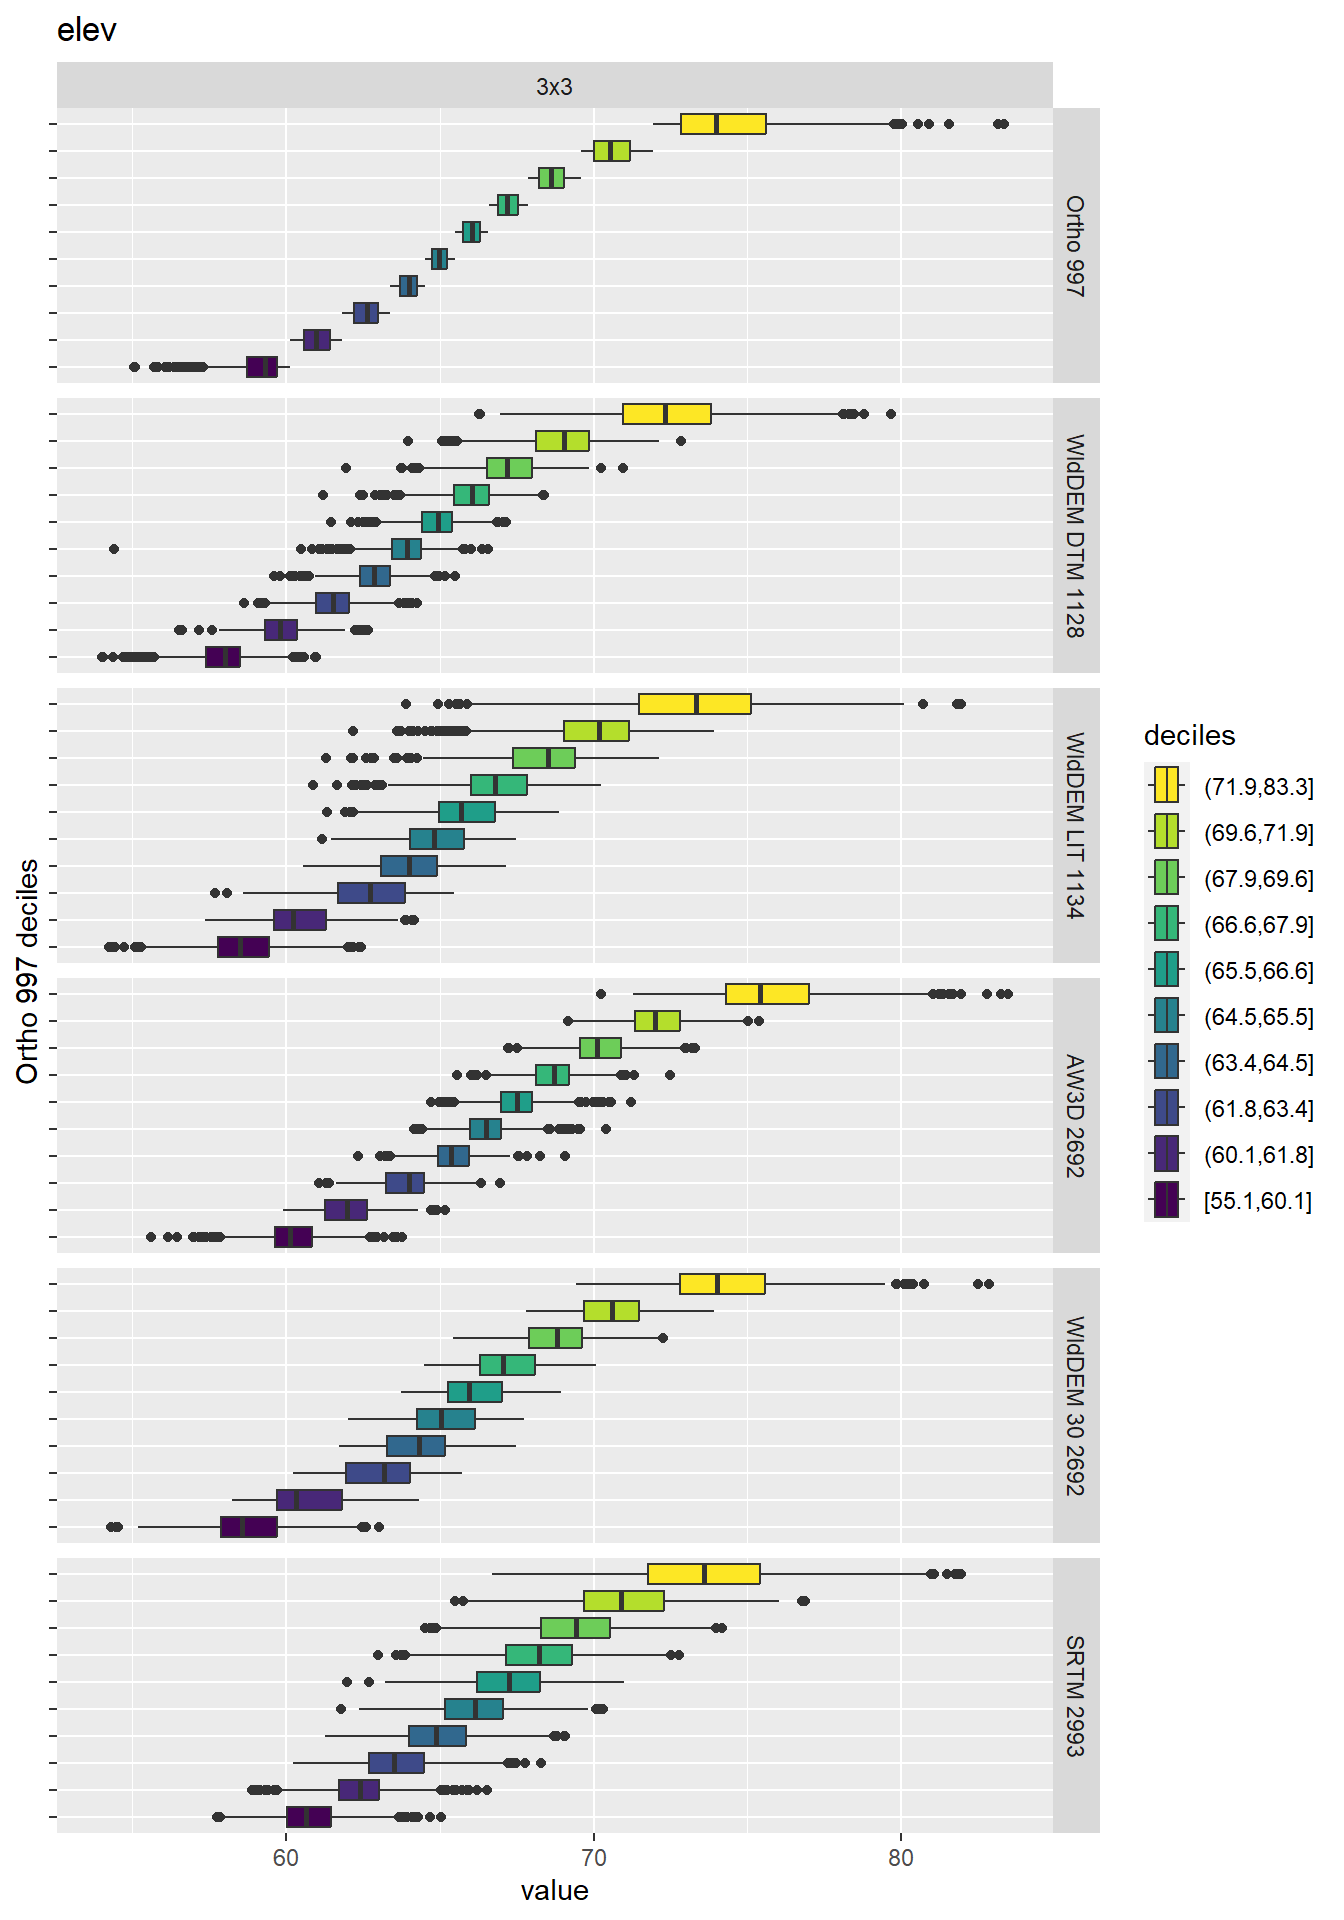 elev
3x3
Ortho 997
WldDEM DTM 1128
WldDEM LIT 1134
AW3D 2692
WldDEM 30 2692
SRTM 2993
Ortho 997 deciles
60
70
80
value
deciles
(71.9,83.3]
(69.6,71.9]
(67.9,69.6]
(66.6,67.9]
(65.5,66.6]
(64.5,65.5]
(63.4,64.5]
(61.8,63.4]
(60.1,61.8]
[55.1,60.1]